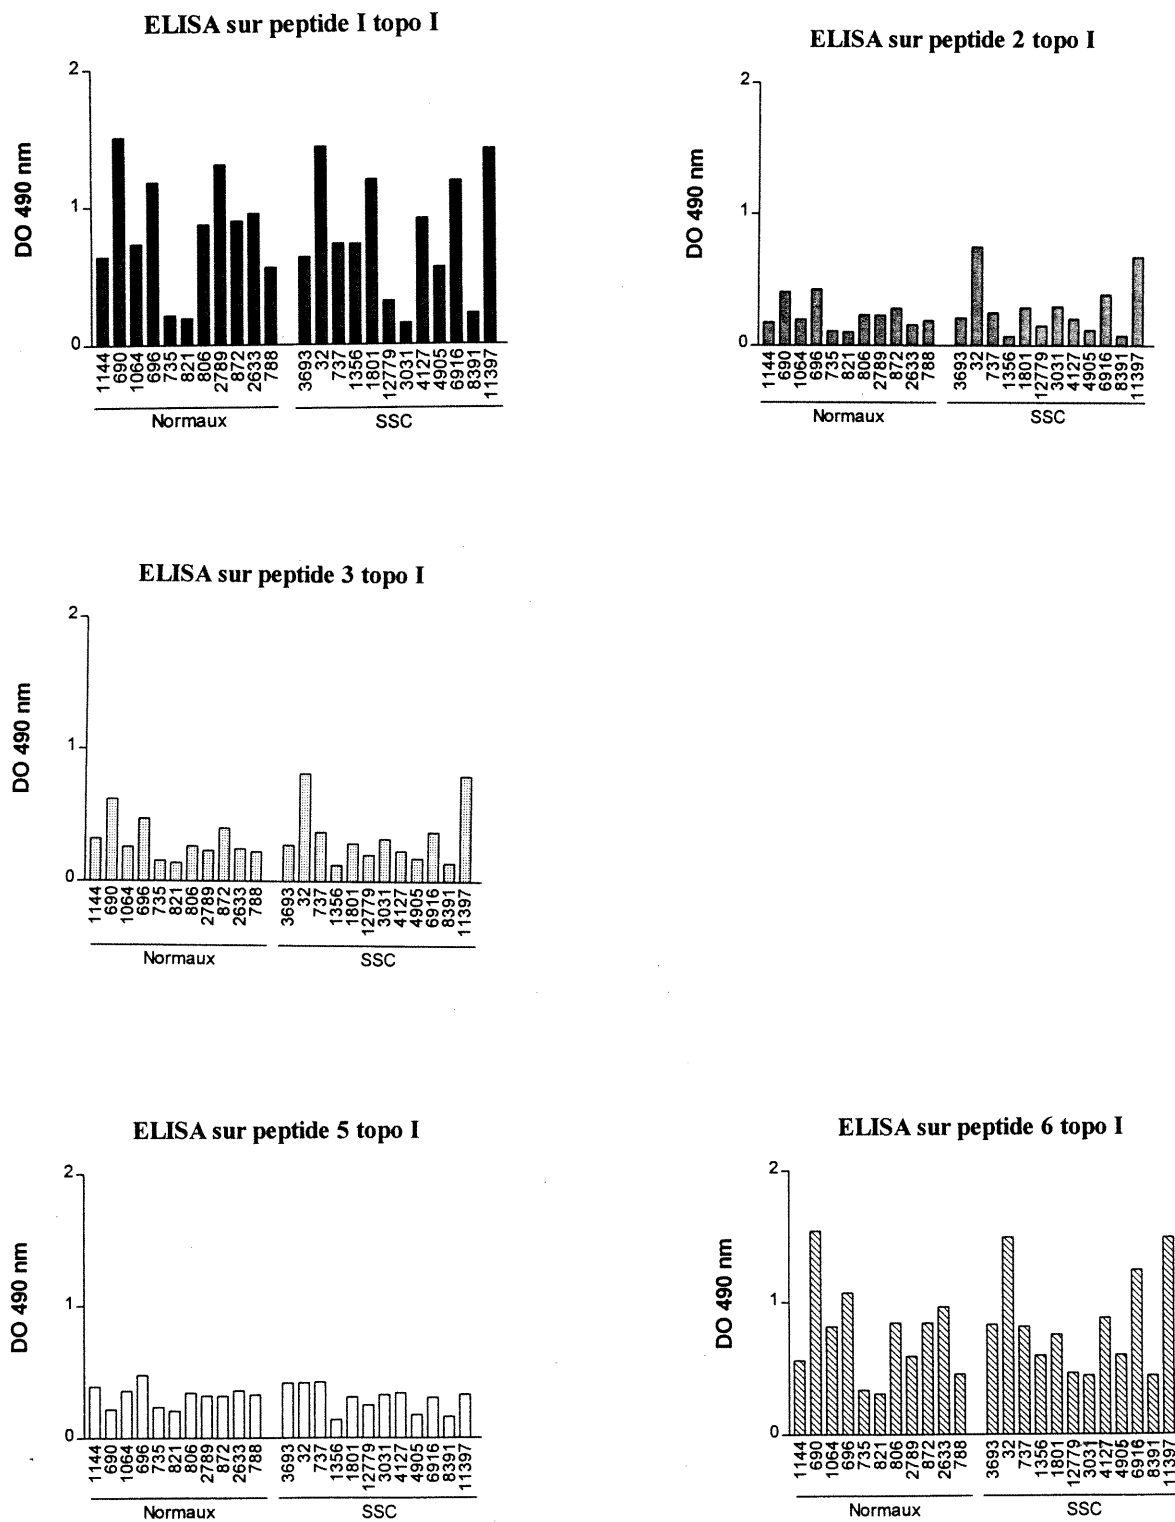 ELISA sur peptide I topo I
2
1
0
DO 490 nm
1144 690 1064 696 735 821 806 2789 872 2633 788 3693 32 737 1356 1801 12779 3031 4127 4905 6916 8391 11397
Normaux SSC
ELISA sur peptide 2 topo I
2
1
0
DO 490 nm
1144 690 1064 696 735 821 806 2789 872 2633 788 3693 32 737 1356 1801 12779 3031 4127 4905 6916 8391 11397
Normaux SSC
ELISA sur peptide 3 topo I
2
1
0
DO 490 nm
1144 690 1064 696 735 821 806 2789 872 2633 788 3693 32 737 1356 1801 12779 3031 4127 4905 6916 8391 11397
Normaux SSC
ELISA sur peptide 5 topo I
2
1
0
DO 490 nm
1144 690 1064 696 735 821 806 2789 872 2633 788 3693 32 737 1356 1801 12779 3031 4127 4905 6916 8391 11397
Normaux SSC
ELISA sur peptide 6 topo I
2
1
0
DO 490 nm
1144 690 1064 696 735 821 806 2789 872 2633 788 3693 32 737 1356 1801 12779 3031 4127 4905 6916 8391 11397
Normaux SSC